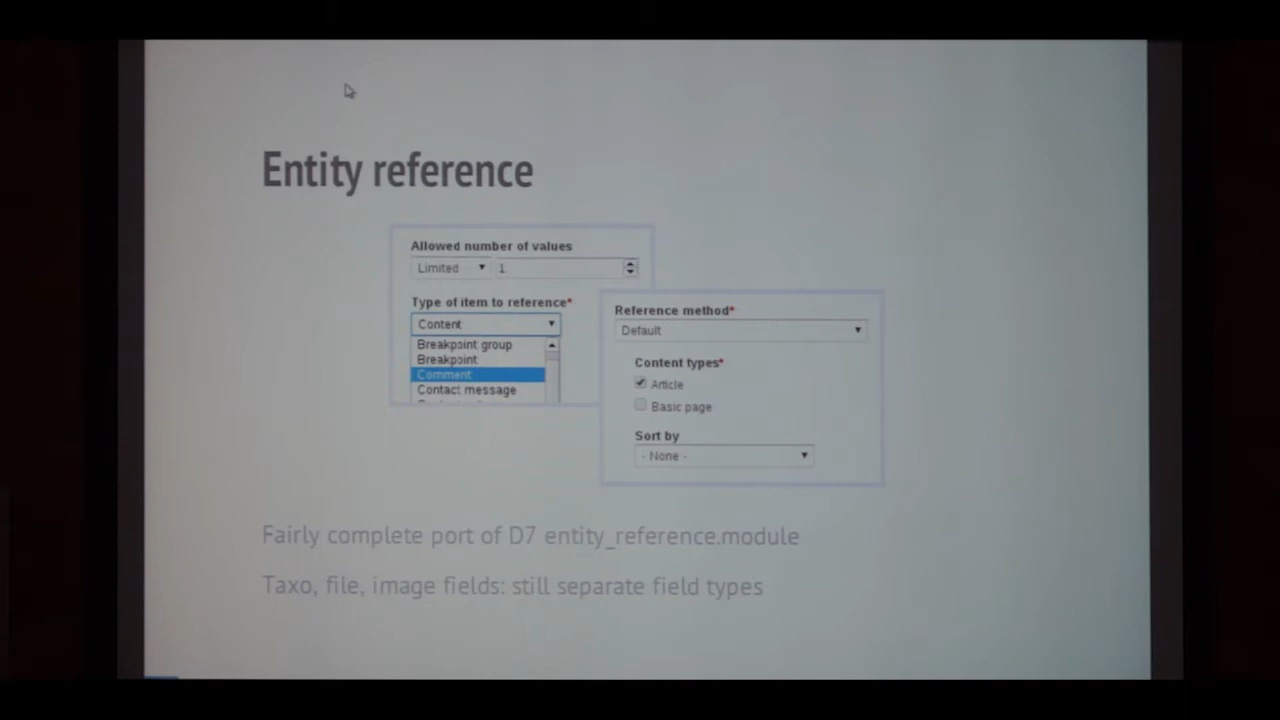 Entity reference
Allowed number of values
Limited 1
Type of item to reference*
Content
Breakpoint group
Breakpoint
Comment
Contact message
Reference method*
Default
Content types*
Article
Basic page
Sort by
- None -
Fairly complete port of D7 entity_reference.module
Taxo, file, image fields: still separate field types